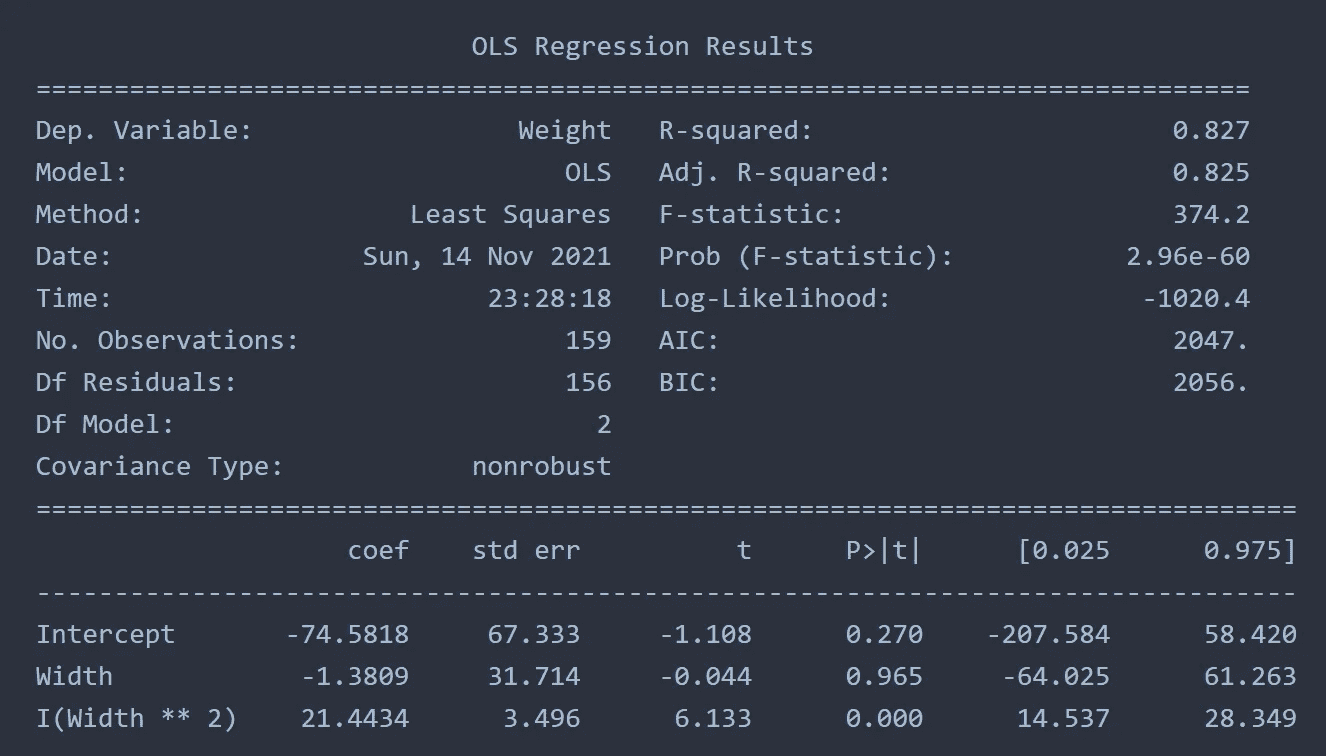 OLS Regression Results
==============================================================================
Dep. Variable: Weight R-squared: 0.827
Model: OLS Adj. R-squared: 0.825
Method: Least Squares F-statistic: 374.2
Date: Sun, 14 Nov 2021 Prob (F-statistic): 2.96e-60
Time: 23:28:18 Log-Likelihood: -1020.4
No. Observations: 159 AIC: 2047.
Df Residuals: 156 BIC: 2056.
Df Model: 2
Covariance Type: nonrobust
=================================================================================
coef std err t P>|t| [0.025 0.975]
---------------------------------------------------------------------------------
Intercept -74.5818 67.333 -1.108 0.270 -207.584 58.420
Width -1.3809 31.714 -0.044 0.965 -64.025 61.263
I(Width ** 2) 21.4434 3.496 6.133 0.000 14.537 28.349